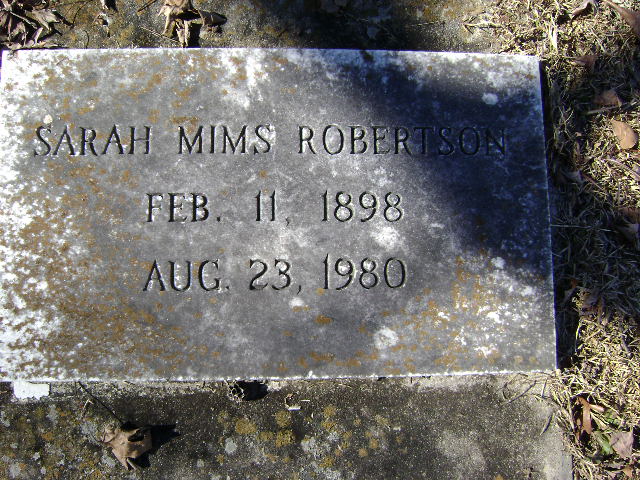 SARAH MIMS ROBERTSON
FEB. 11, 1898
AUG. 23, 1980